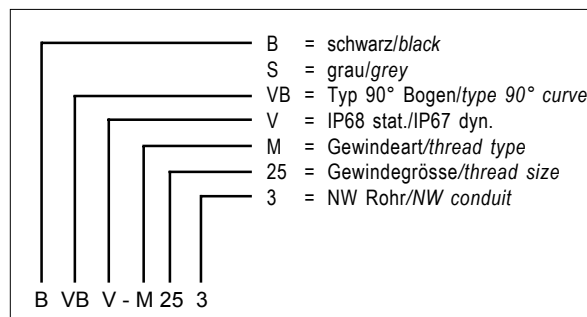 B = schwarz/black
S = grau/grey
VB = Typ 90° Bogen/type 90° curve
V = IP68 stat./IP67 dyn.
M = Gewindeart/thread type
25 = Gewindegrösse/thread size
3 = NW Rohr/NW conduit
B VB V - M 25 3